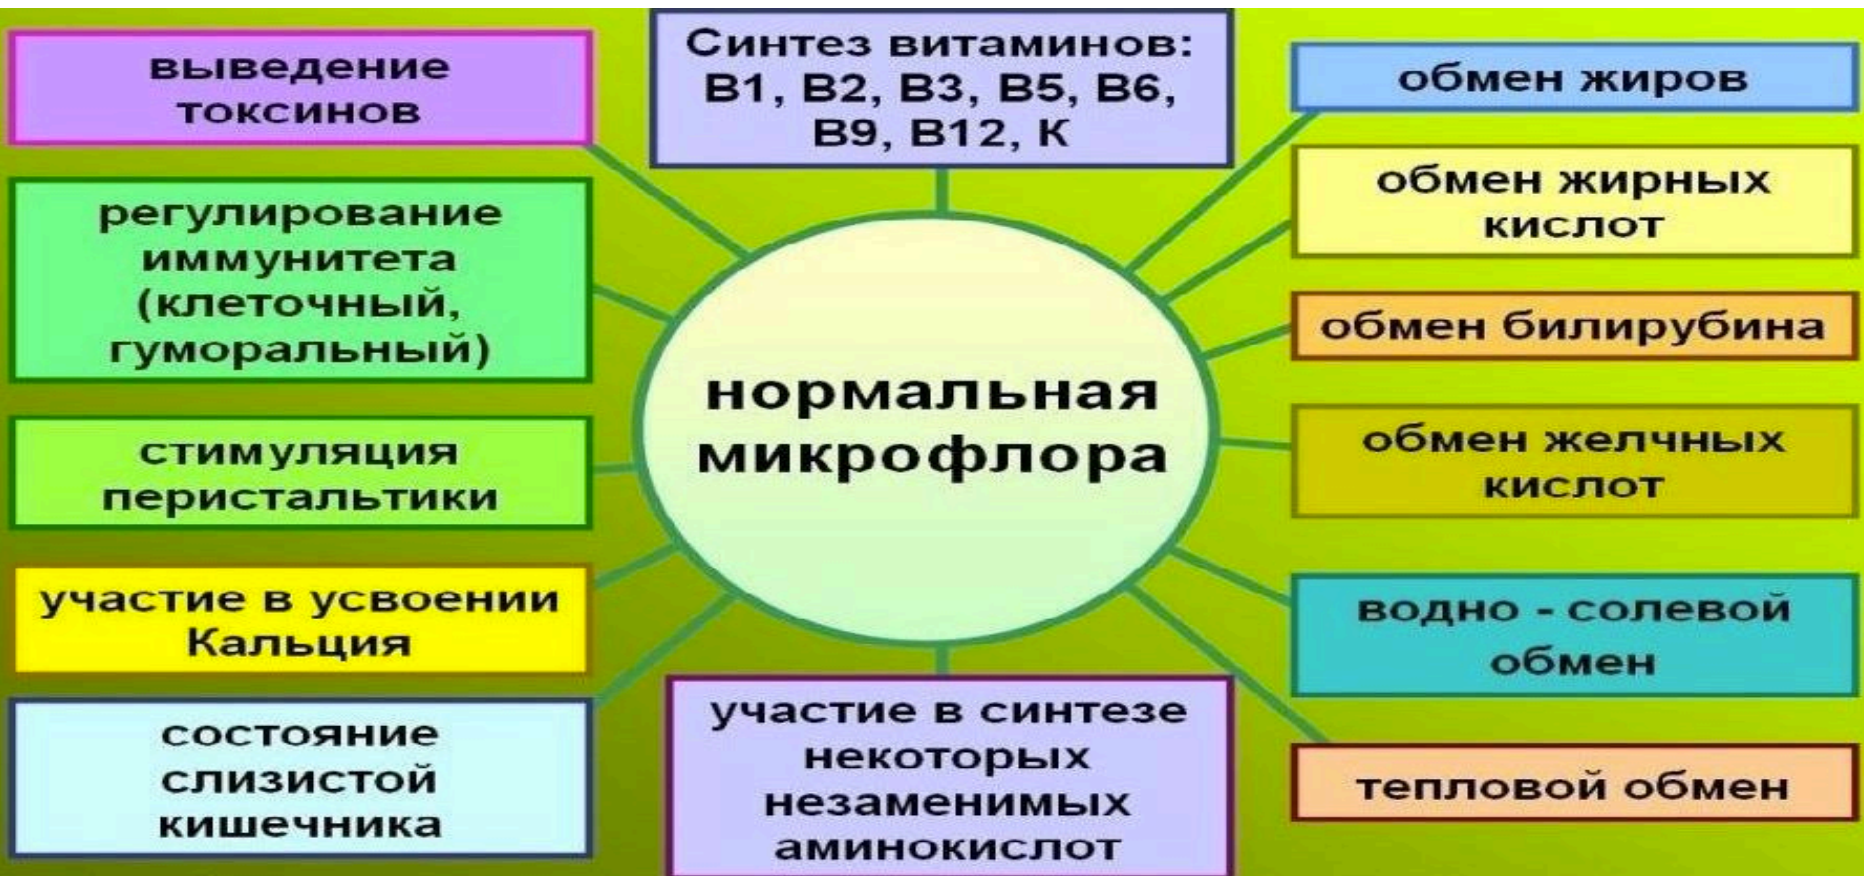 выведение
токсинов
регулирование
иммунитета
(клеточный,
гуморальный)
стимуляция
перистальтики
участие в усвоении
Кальция
состояние
слизистой
кишечника
Синтез витаминов:
В1, В2, В3, В5, В6,
В9, В12, К
нормальная
микрофлора
участие в синтезе
некоторых
незаменимых
аминокислот
обмен жиров
обмен жирных
кислот
обмен билирубина
обмен желчных
кислот
водно - солевой
обмен
тепловой обмен